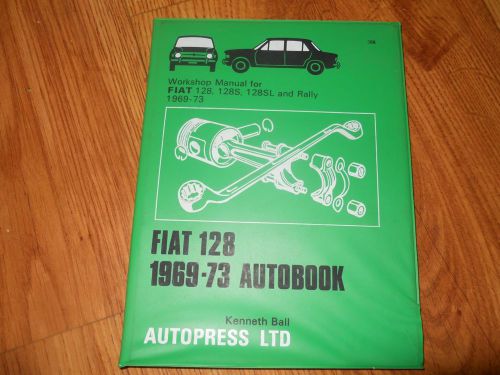 Workshop Manual for
FIAT 128, 128S, 128SL and Rally
1969-73
FIAT 128
1969-73 AUTOBOOK
Kenneth Ball
AUTOPRESS LTD